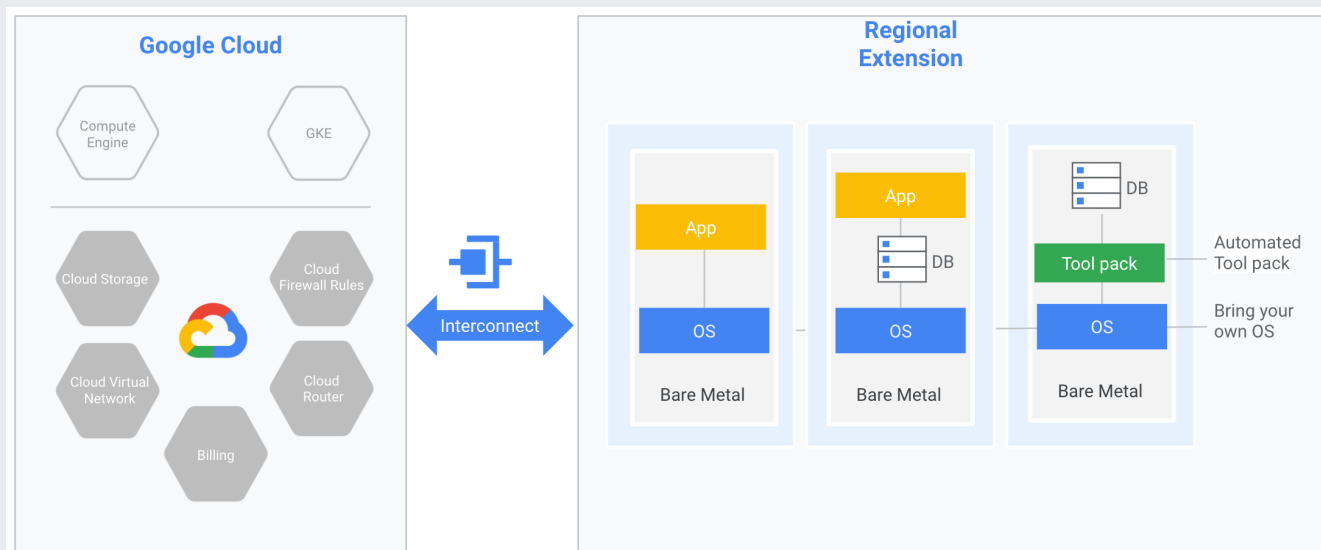 Google Cloud
Compute
Engine
GKE
Cloud Storage
Cloud
Firewall Rules
Cloud Virtual
Network
Cloud
Router
Billing
Interconnect
Regional
Extension
App
OS
Bare Metal
App
DB
OS
Bare Metal
DB
Tool pack
OS
Bare Metal
Automated
Tool pack
Bring your
own OS